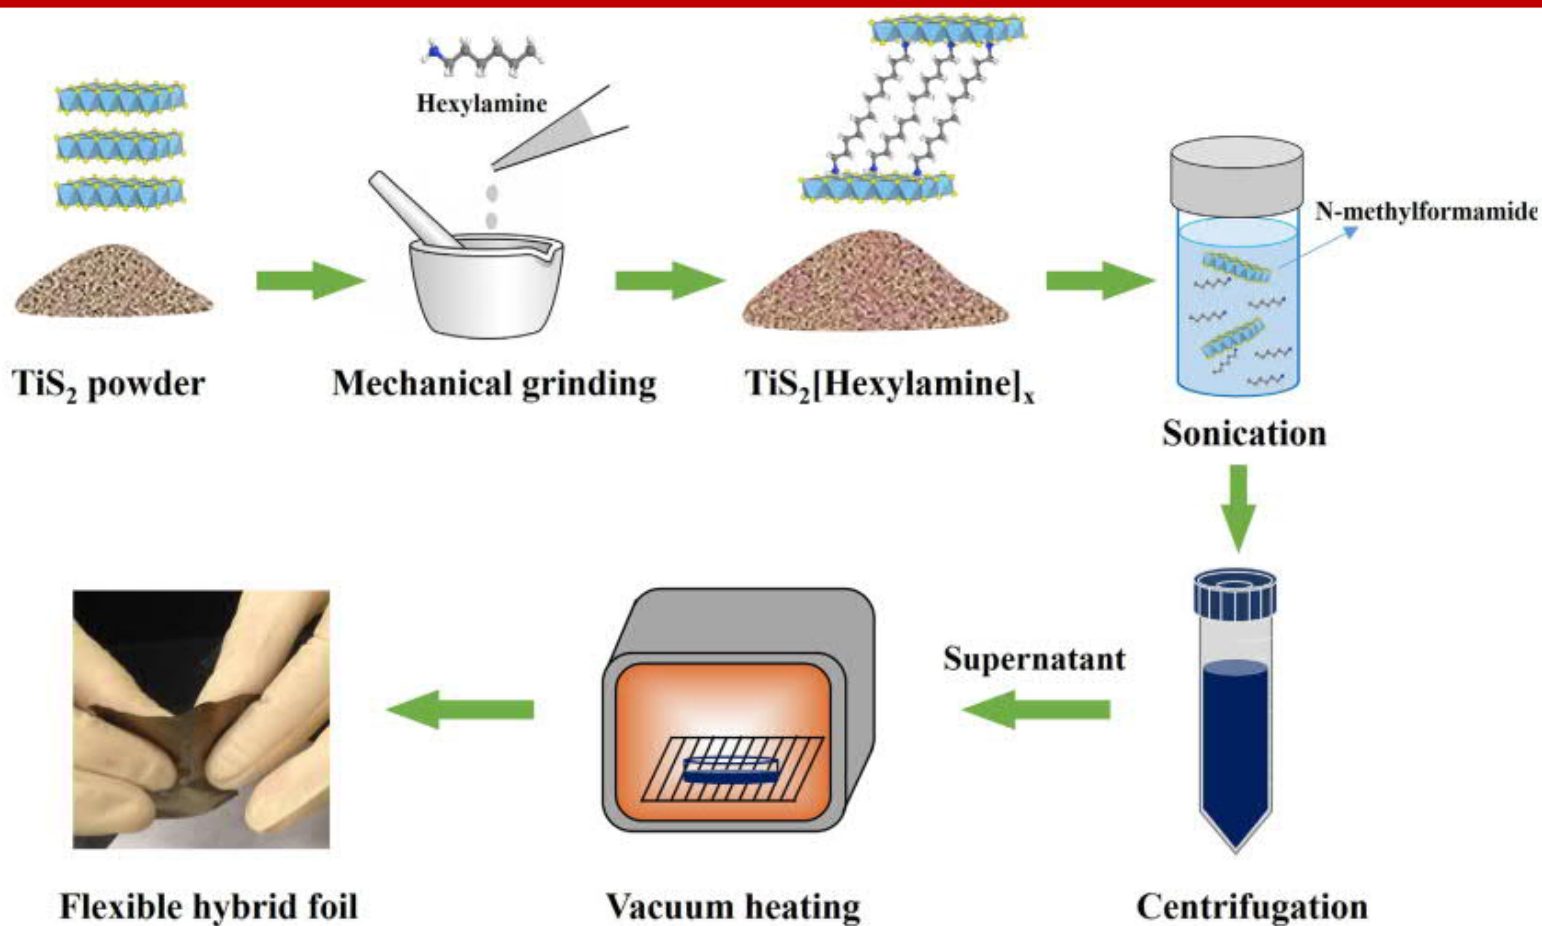 Hexylamine
N-methylformamide
TiS₂ powder
Mechanical grinding
TiS₂[Hexylamine]ₓ
Sonication
Supernatant
Flexible hybrid foil
Vacuum heating
Centrifugation